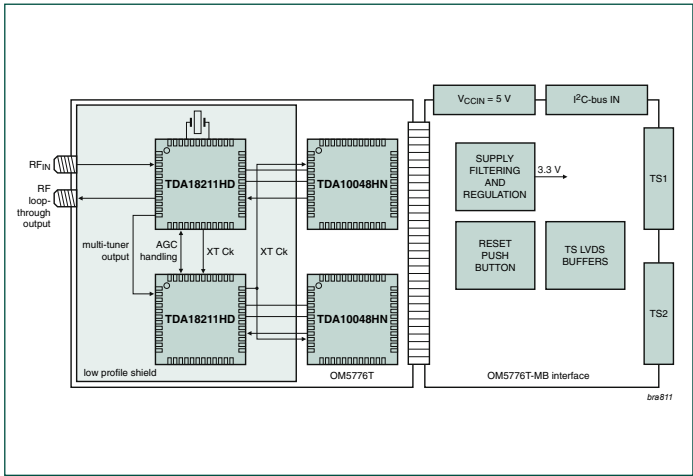 V_CCIN = 5 V
I²C-bus IN
RF_IN
RF
loop-
through
output
TDA18211HD
TDA10048HN
SUPPLY
FILTERING
AND
REGULATION
3.3 V
TS1
multi-tuner
output
AGC
handling
XT Ck
XT Ck
RESET
PUSH
BUTTON
TS LVDS
BUFFERS
TDA18211HD
TDA10048HN
TS2
low profile shield
OM5776T
OM5776T-MB interface
bra811